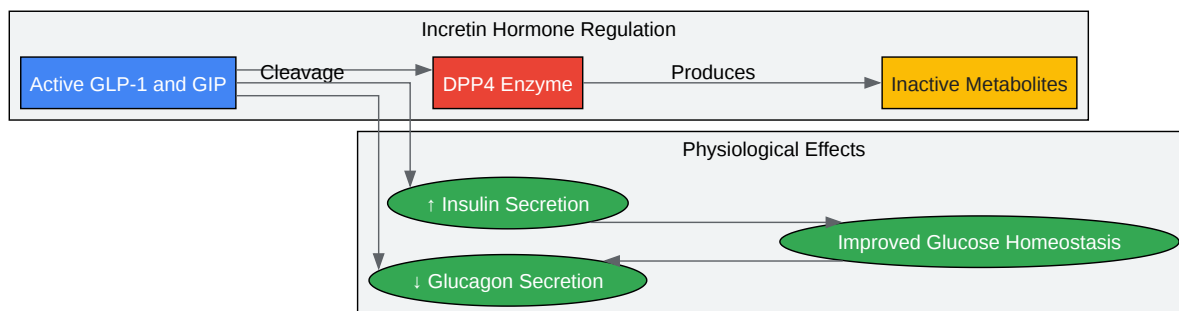 Incretin Hormone Regulation
Active GLP-1 and GIP
Cleavage
DPP4 Enzyme
Produces
Inactive Metabolites
Physiological Effects
↑ Insulin Secretion
Improved Glucose Homeostasis
↓ Glucagon Secretion